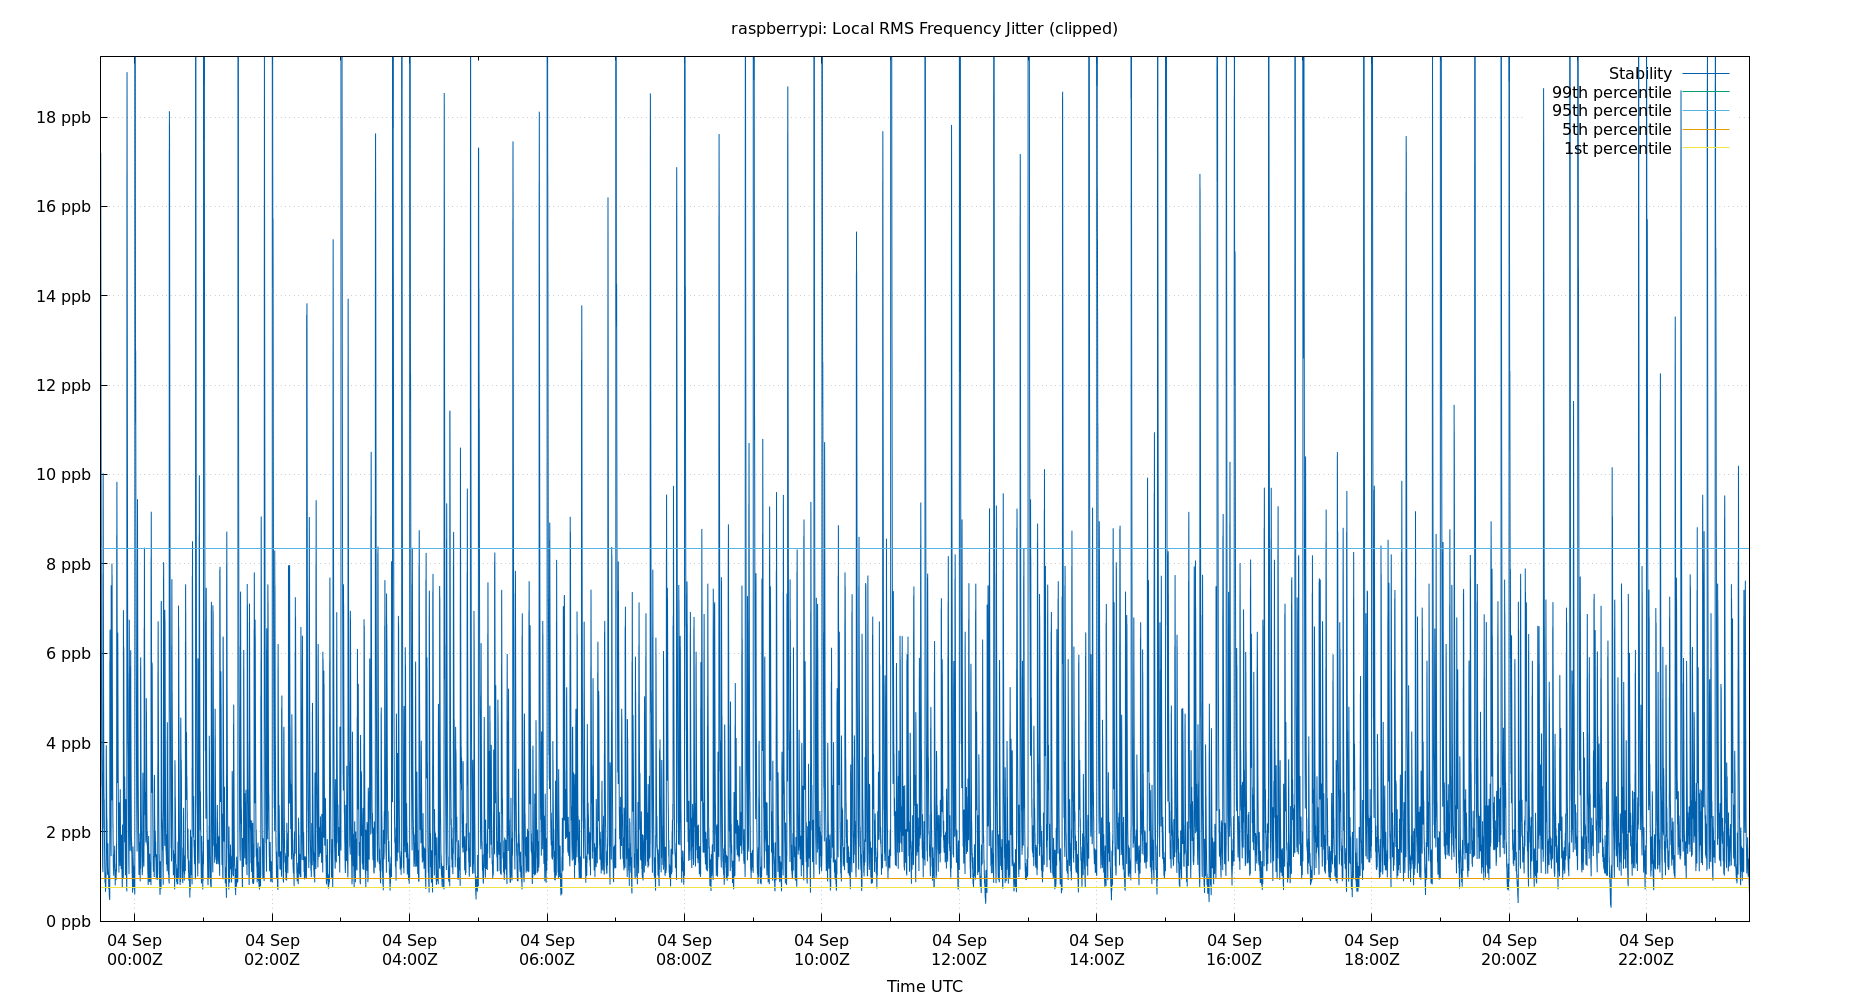 raspberrypi: Local RMS Frequency Jitter (clipped)
Stability
99th percentile
95th percentile
5th percentile
1st percentile
18 ppb
16 ppb
14 ppb
12 ppb
10 ppb
8 ppb
6 ppb
4 ppb
2 ppb
0 ppb
04 Sep 04 Sep 04 Sep 04 Sep 04 Sep 04 Sep 04 Sep 04 Sep 04 Sep 04 Sep 04 Sep 04 Sep
00:00Z 02:00Z 04:00Z 06:00Z 08:00Z 10:00Z 12:00Z 14:00Z 16:00Z 18:00Z 20:00Z 22:00Z
Time UTC